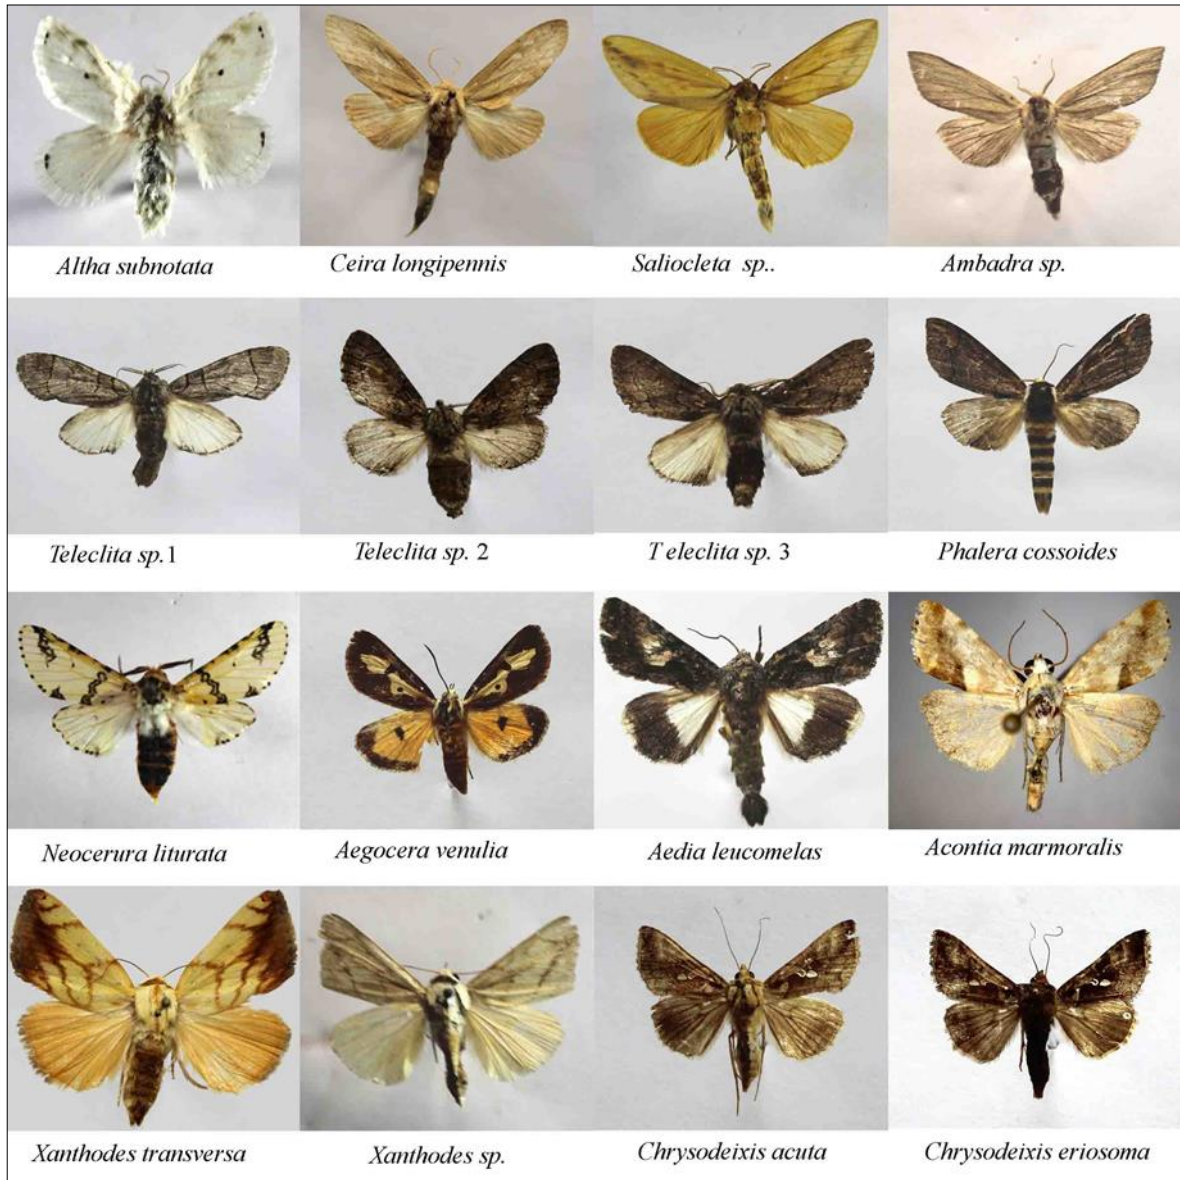 Altha subnotata
Ceira longipennis
Saliocleta sp..
Ambadra sp.
Teleclita sp.1
Teleclita sp. 2
T eleclita sp. 3
Phalera cossoides
Neocerura liturata
Aegocera venulia
Aedia leucomelas
Acontia marmoralis
Xanthodes transversa
Xanthodes sp.
Chrysodeixis acuta
Chrysodeixis eriosoma